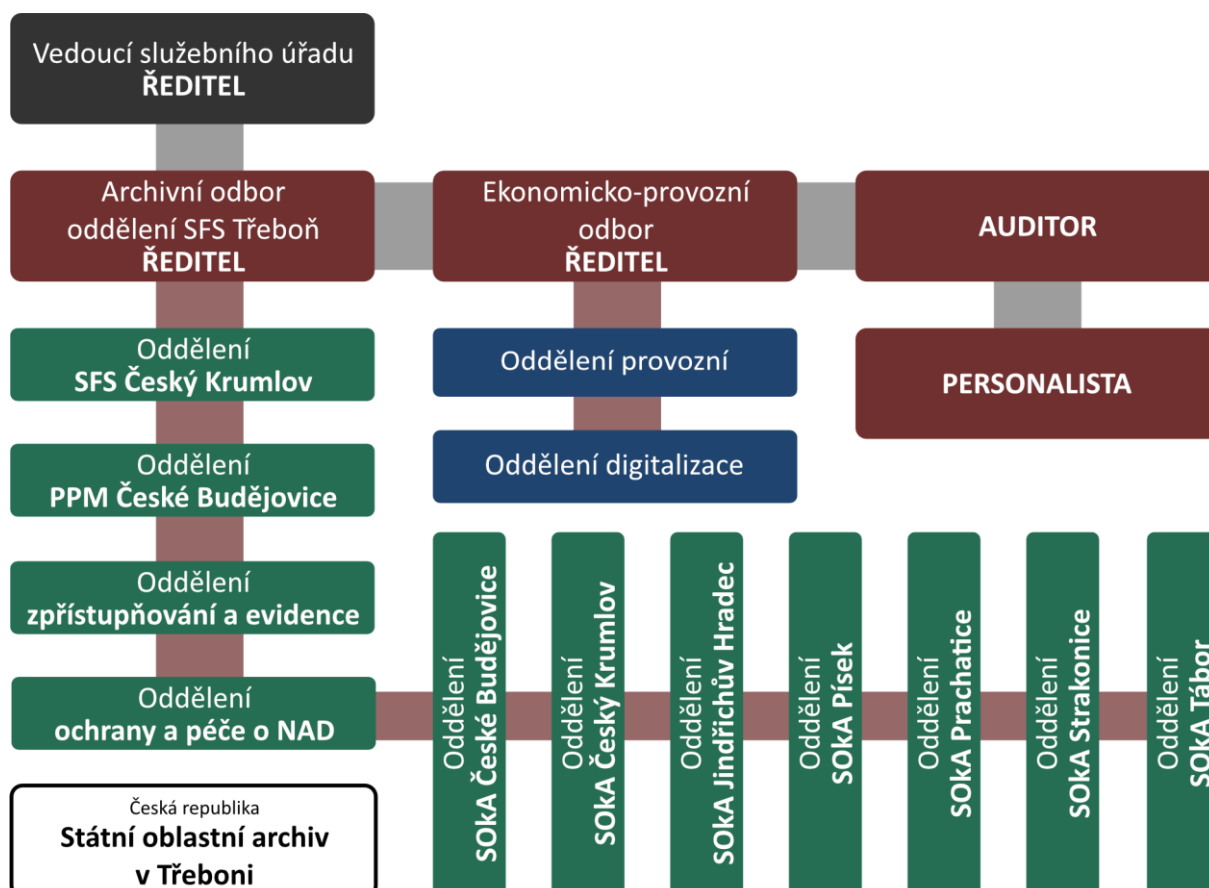 Vedoucí služebního úřadu
ŘEDITEL
Archivní odbor
oddělení SFS Třeboň
ŘEDITEL
Ekonomicko-provozní
odbor
ŘEDITEL
AUDITOR
PERSONALISTA
Oddělení
SFS Český Krumlov
Oddělení provozní
Oddělení
PPM České Budějovice
Oddělení digitalizace
Oddělení
zpřístupňování a evidence
Oddělení
ochrany a péče o NAD
Oddělení
SOkA České Budějovice
Oddělení
SOkA Český Krumlov
Oddělení
SOkA Jindřichův Hradec
Oddělení
SOkA Písek
Oddělení
SOkA Prachatice
Oddělení
SOkA Strakonice
Oddělení
SOkA Tábor
Česká republika
Státní oblastní archiv
v Třeboni